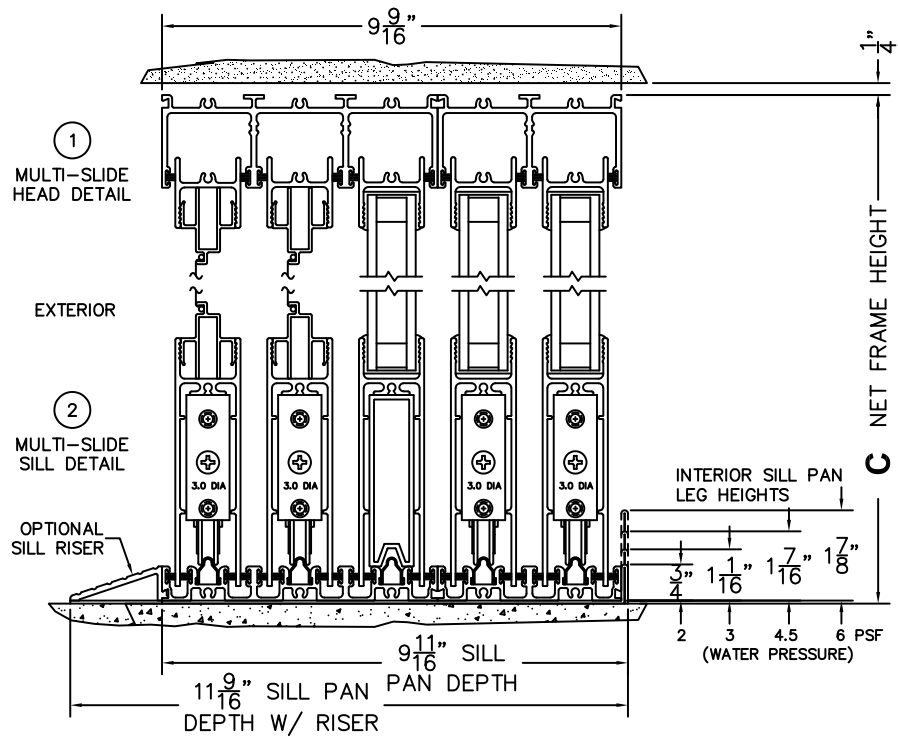 9 9/16"
1/4"
1
MULTI-SLIDE
HEAD DETAIL
EXTERIOR
2
MULTI-SLIDE
SILL DETAIL
OPTIONAL
SILL RISER
3.0 DIA
3.0 DIA
3.0 DIA
3.0 DIA
C NET FRAME HEIGHT
INTERIOR SILL PAN
LEG HEIGHTS
3/4"
1 1/16"
1 7/16"
1 7/8"
2 3 4.5 6 PSF
(WATER PRESSURE)
9 11/16" SILL
PAN DEPTH
11 9/16" SILL PAN
DEPTH W/ RISER